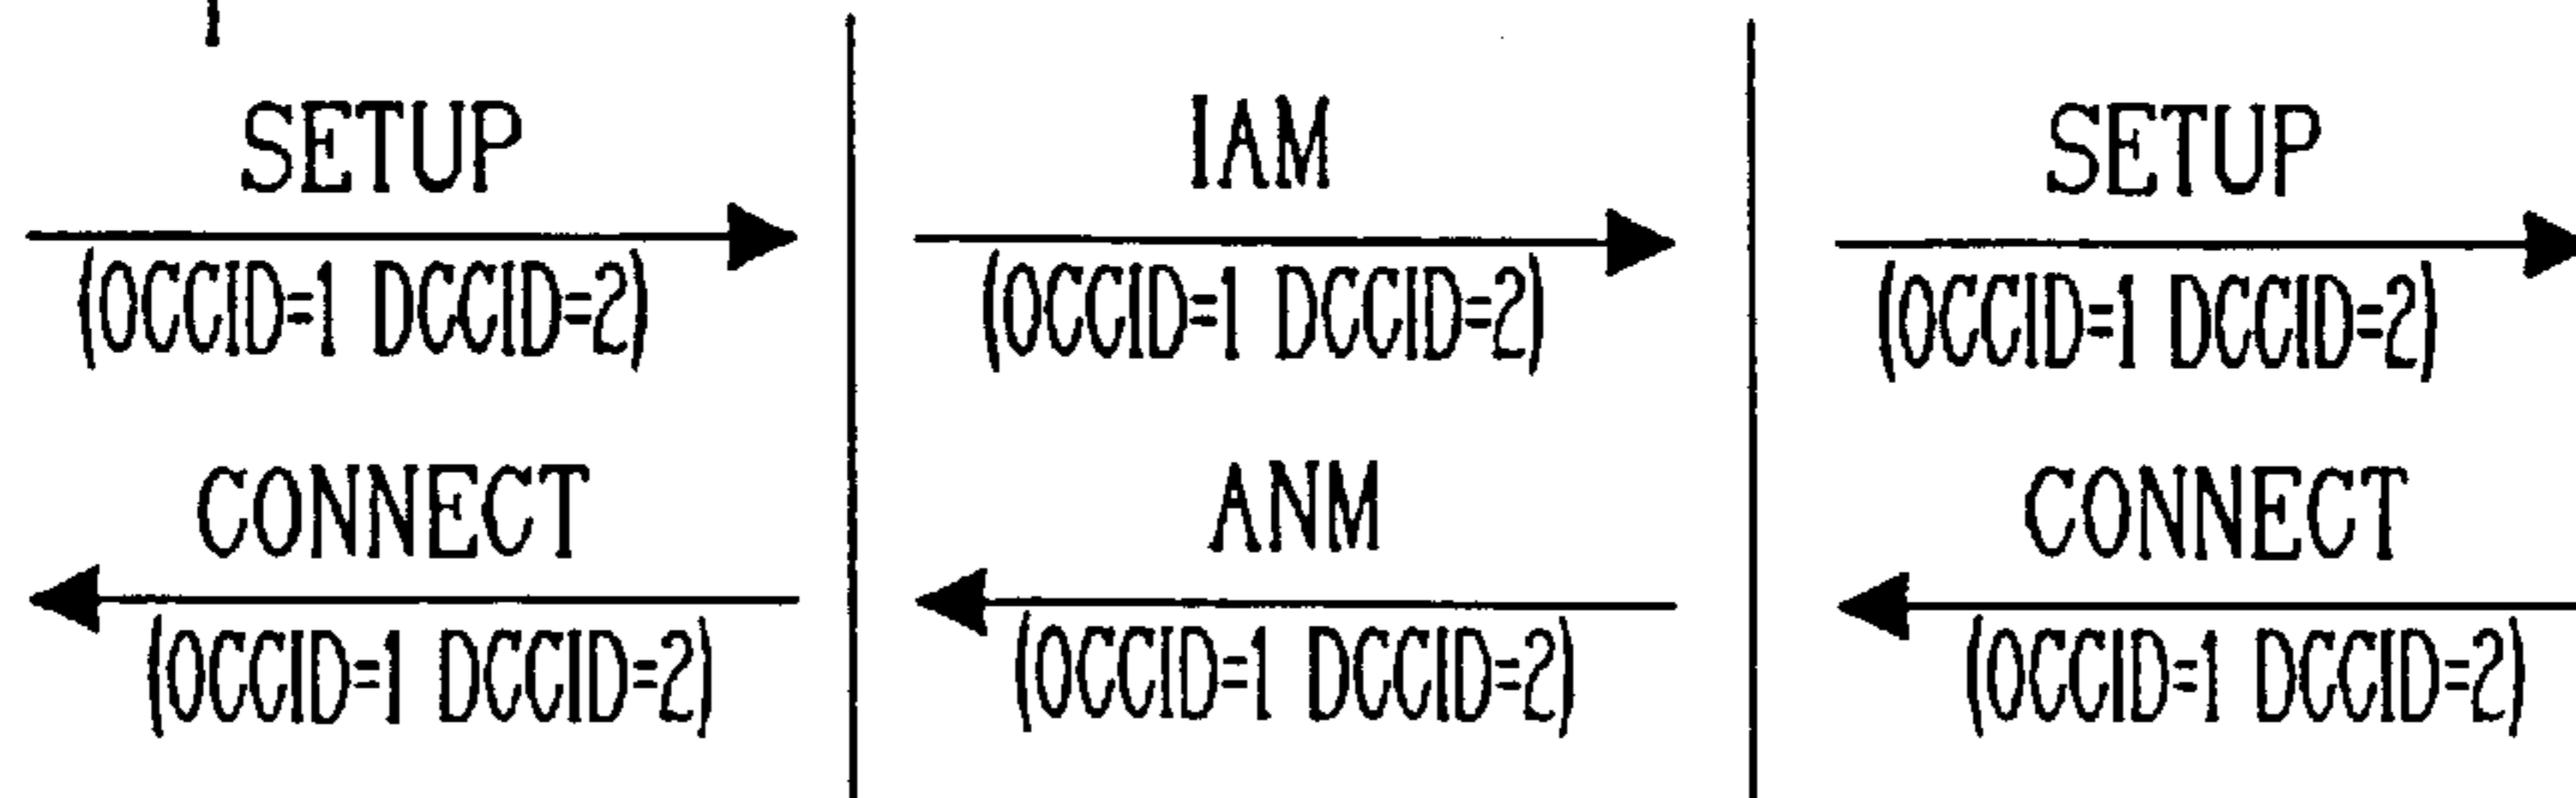 SETUP IAM SETUP
(OCCID=1 DCCID=2) (OCCID=1 DCCID=2) (OCCID=1 DCCID=2)
CONNECT ANM CONNECT
(OCCID=1 DCCID=2) (OCCID=1 DCCID=2) (OCCID=1 DCCID=2)